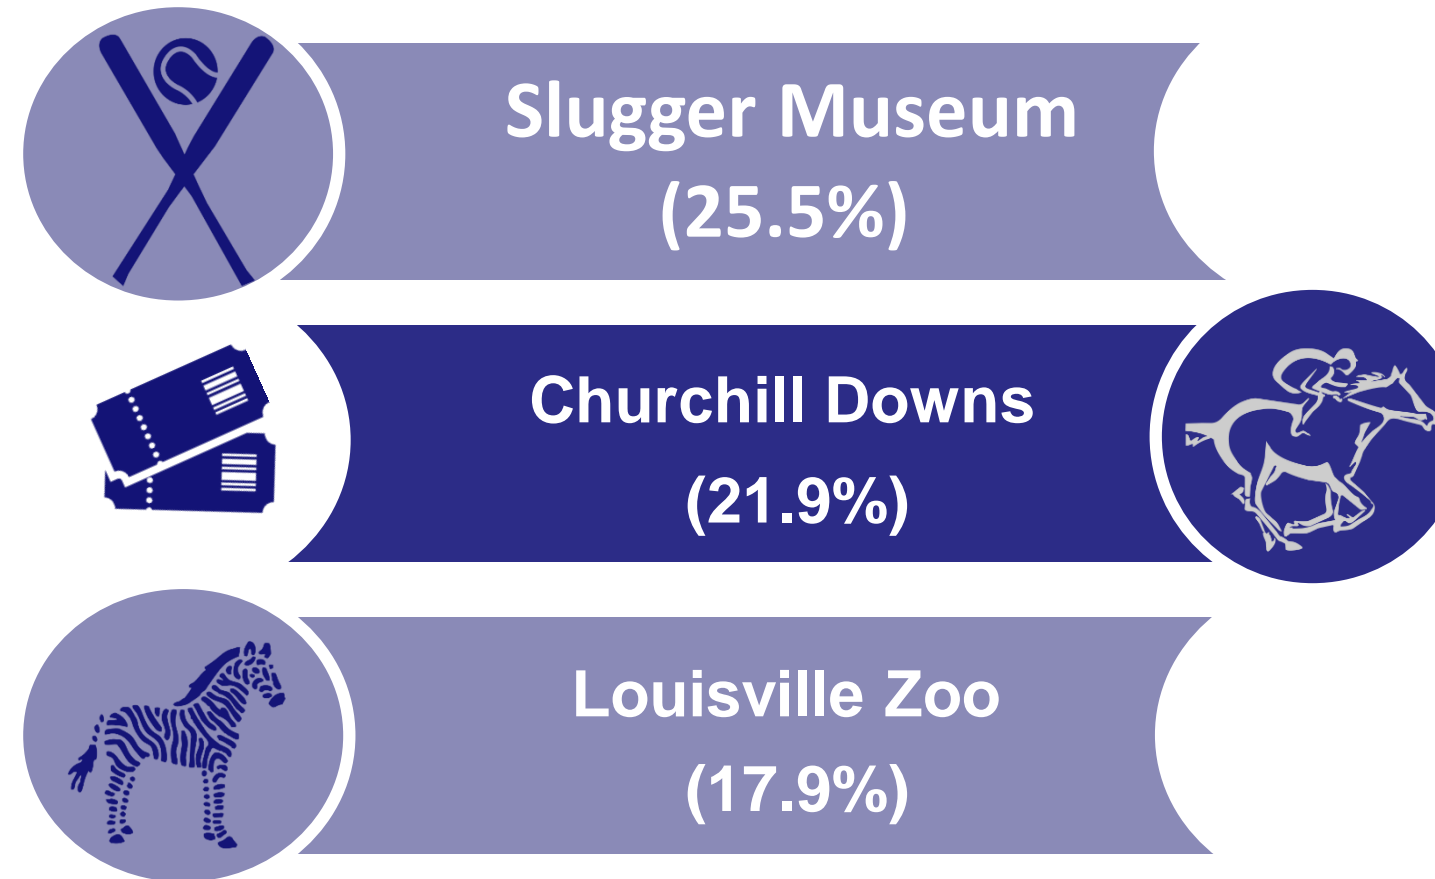 Slugger Museum
(25.5%)
Churchill Downs
(21.9%)
Louisville Zoo
(17.9%)